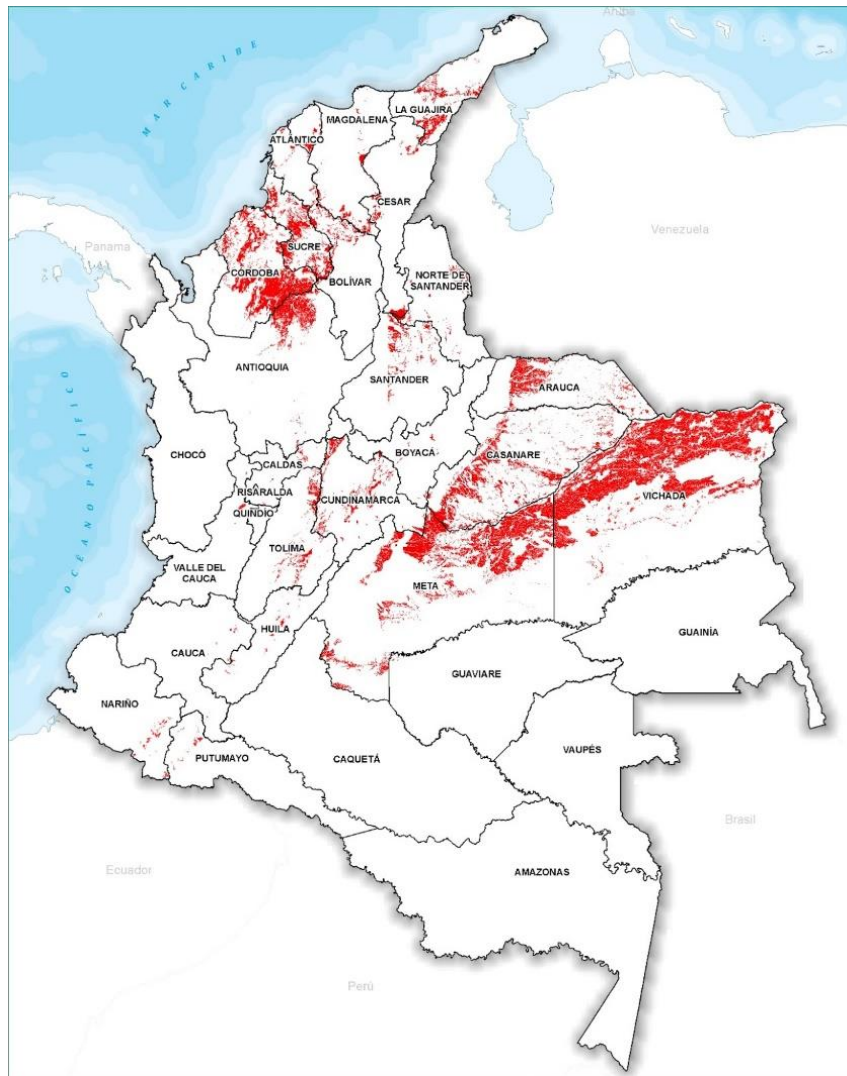 Aruba
MAR CARIBE
LA GUAJIRA
MAGDALENA
ATLÁNTICO
CESAR
Venezuela
Panama
SUCRE
CÓRDOBA
BOLÍVAR
NORTE DE
SANTANDER
ANTIOQUIA
SANTANDER
ARAUCA
OCÉANO PACÍFICO
CHOCÓ
BOYACÁ
CASANARE
CALDAS
RISARALDA
CUNDINAMARCA
VICHADA
QUINDÍO
TOLIMA
VALLE DEL
CAUCA
META
HUILA
GUAINÍA
CAUCA
GUAVIARE
NARIÑO
PUTUMAYO
CAQUETÁ
VAUPÉS
Brasil
Ecuador
AMAZONAS
Perú